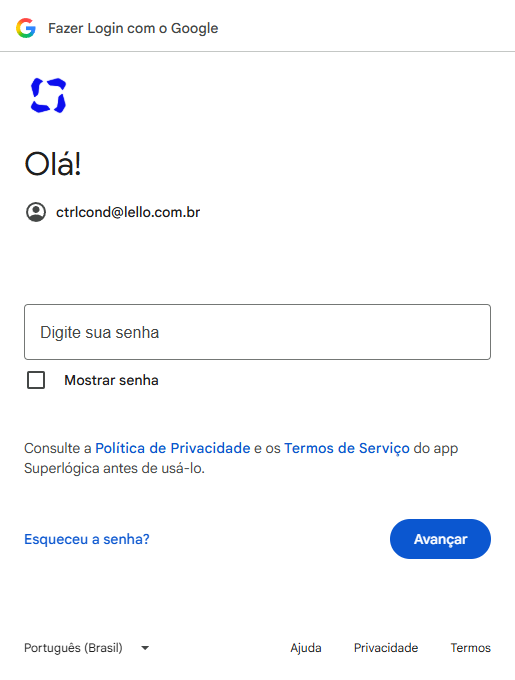 Fazer Login com o Google
Olá!
ctrlcond@lello.com.br
Digite sua senha
Mostrar senha
Consulte a Política de Privacidade e os Termos de Serviço do app
Superlógica antes de usá-lo.
Esqueceu a senha?
Avançar
Português (Brasil)
Ajuda
Privacidade
Termos